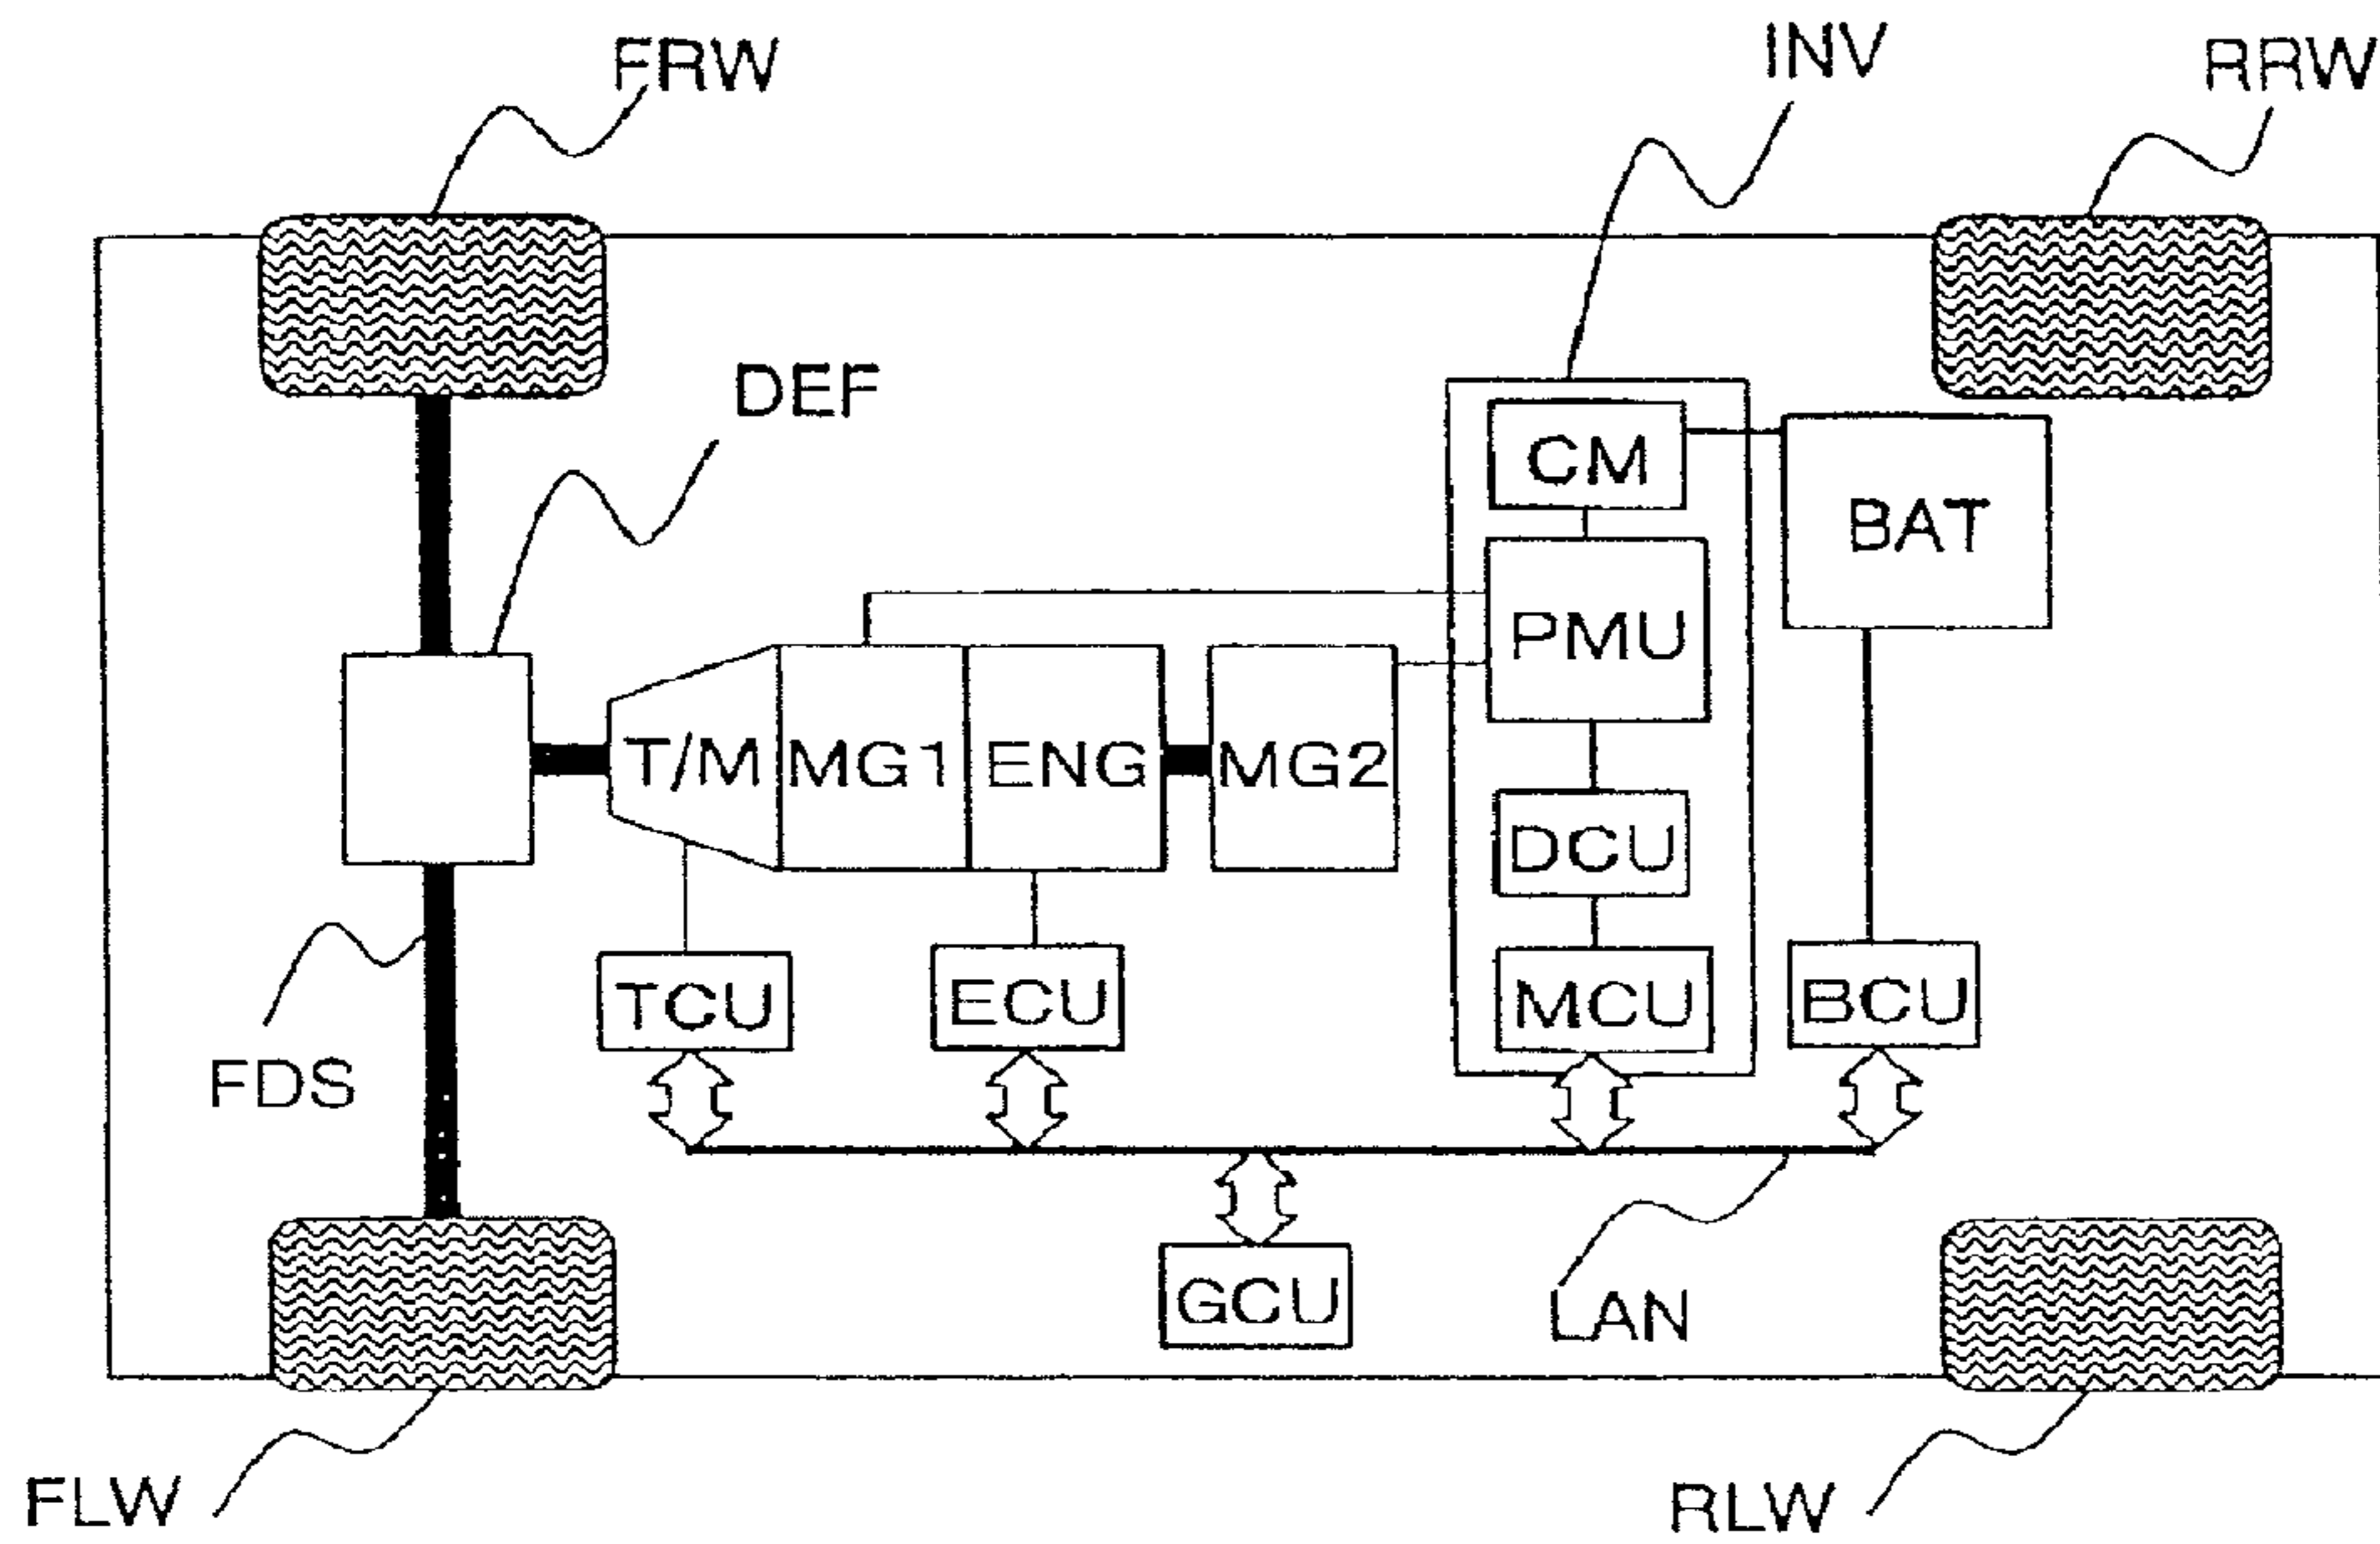 FRW
INV
RRW
DEF
CM
BAT
PMU
T/M
MG1
ENG
MG2
DCU
TCU
ECU
MCU
BCU
FDS
GCU
LAN
FLW
RLW